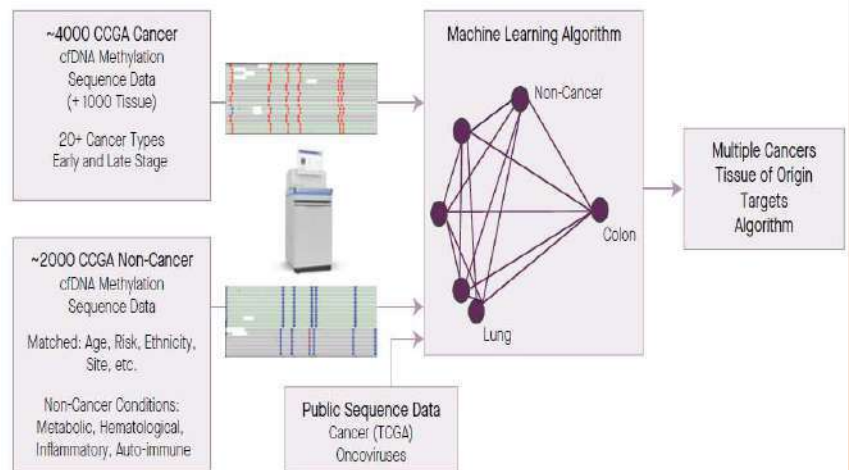 ~4000 CCGA Cancer
cfDNA Methylation
Sequence Data
(+ 1000 Tissue)
20+ Cancer Types
Early and Late Stage
~2000 CCGA Non-Cancer
cfDNA Methylation
Sequence Data
Matched: Age, Risk, Ethnicity,
Site, etc.
Non-Cancer Conditions:
Metabolic, Hematological,
Inflammatory, Auto-immune
Public Sequence Data
Cancer (TCGA)
Oncoviruses
Machine Learning Algorithm
Non-Cancer
Colon
Lung
Multiple Cancers
Tissue of Origin
Targets
Algorithm